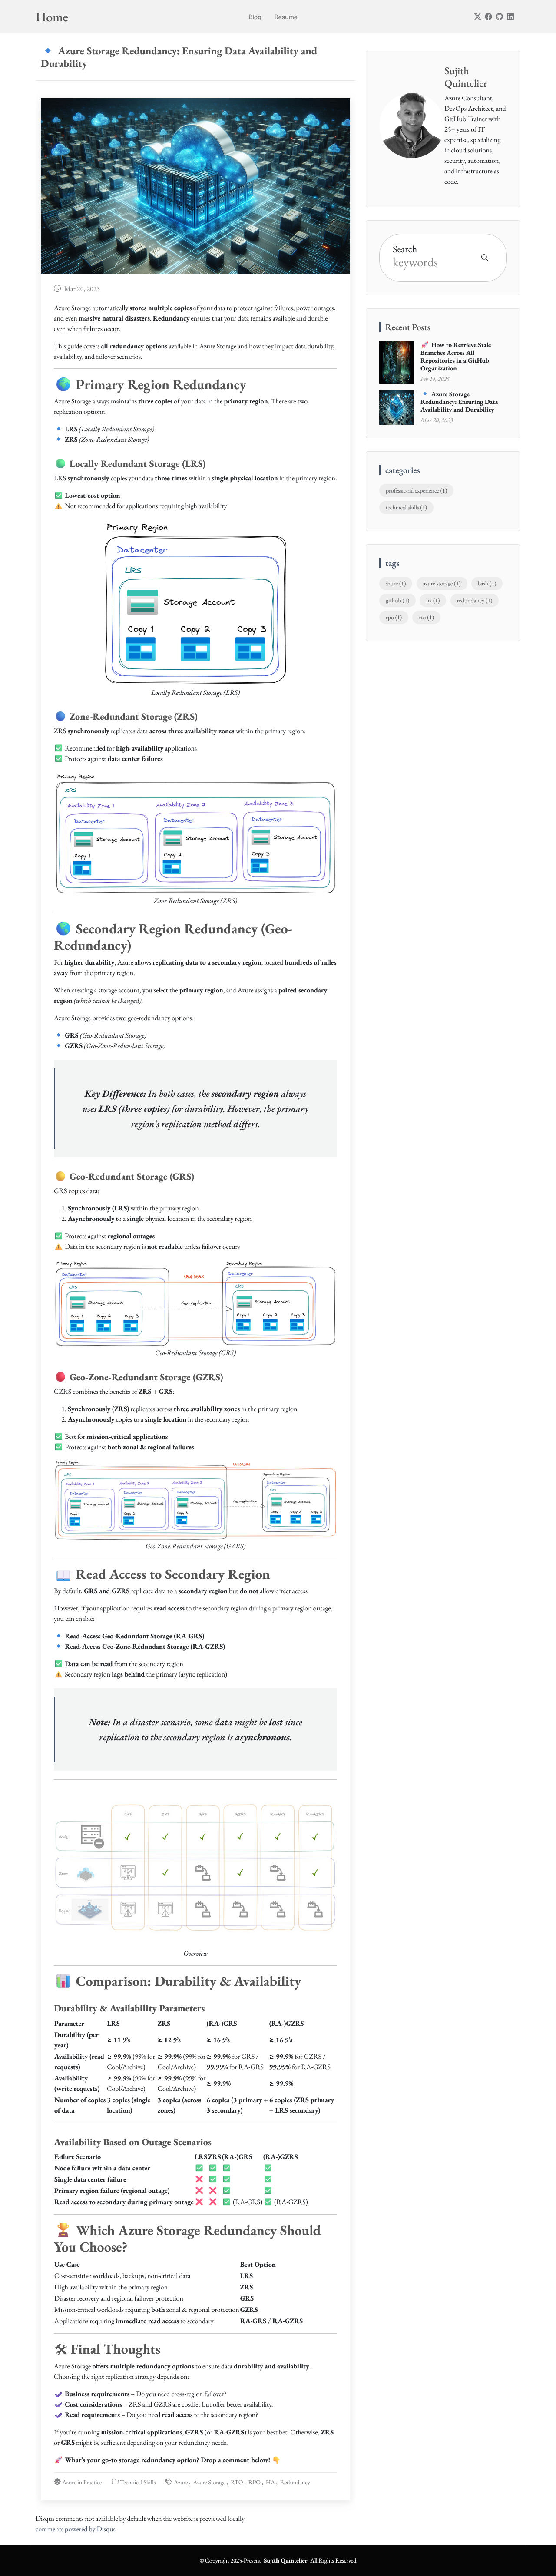 Home
Blog
Resume
Azure Storage Redundancy: Ensuring Data Availability and
Durability
Mar 20, 2023
Azure Storage automatically stores multiple copies of your data to protect against failures, power outages,
and even massive natural disasters. Redundancy ensures that your data remains available and durable
even when failures occur.
This guide covers all redundancy options available in Azure Storage and how they impact data durability,
availability, and failover scenarios.
Primary Region Redundancy
Azure Storage always maintains three copies of your data in the primary region. There are two
replication options:
LRS (Locally Redundant Storage)
ZRS (Zone-Redundant Storage)
Locally Redundant Storage (LRS)
LRS synchronously copies your data three times within a single physical location in the primary region.
✅ Lowest-cost option
⚠️ Not recommended for applications requiring high availability
Primary Region
Datacenter
LRS
Storage Account
Copy 1 Copy 2 Copy 3
Locally Redundant Storage (LRS)
Zone-Redundant Storage (ZRS)
ZRS synchronously replicates data across three availability zones within the primary region.
✅ Recommended for high-availability applications
✅ Protects against data center failures
Primary Region
ZRS
Availability Zone 1 Availability Zone 2 Availability Zone 3
Datacenter Datacenter Datacenter
Storage Account Storage Account Storage Account
Copy 1 Copy 2 Copy 3
Zone Redundant Storage (ZRS)
Secondary Region Redundancy (Geo-
Redundancy)
For higher durability, Azure allows replicating data to a secondary region, located hundreds of miles
away from the primary region.
When creating a storage account, you select the primary region, and Azure assigns a paired secondary
region (which cannot be changed).
Azure Storage provides two geo-redundancy options:
GRS (Geo-Redundant Storage)
GZRS (Geo-Zone-Redundant Storage)
Key Difference: In both cases, the secondary region always
uses LRS (three copies) for durability. However, the primary
region's replication method differs.
Geo-Redundant Storage (GRS)
GRS copies data:
1. Synchronously (LRS) within the primary region
2. Asynchronously to a single physical location in the secondary region
✅ Protects against regional outages
⚠️ Data in the secondary region is not readable unless failover occurs
Primary Region Secondary Region
Datacenter Datacenter
LRS LRS
Storage Account Geo-replication Storage Account
Copy 1 Copy 2 Copy 3 Copy 1 Copy 2 Copy 3
Geo-Redundant Storage (GRS)
Geo-Zone-Redundant Storage (GZRS)
GZRS combines the benefits of ZRS + GRS:
1. Synchronously (ZRS) replicates across three availability zones in the primary region
2. Asynchronously copies to a single location in the secondary region
✅ Best for mission-critical applications
✅ Protects against both zonal & regional failures
Primary Region
Secondary Region
Geo-Zone-Redundant Storage (GZRS)
Read Access to Secondary Region
By default, GRS and GZRS replicate data to a secondary region but do not allow direct access.
However, if your application requires read access to the secondary region during a primary region outage,
you can enable:
Read-Access Geo-Redundant Storage (RA-GRS)
Read-Access Geo-Zone-Redundant Storage (RA-GZRS)
✅ Data can be read from the secondary region
⚠️ Secondary region lags behind the primary (async replication)
Note: In a disaster scenario, some data might be lost since
replication to the secondary region is asynchronous.
LRS ZRS GRS GZRS RA-GRS RA-GZRS
Zone
Region
Overview
Comparison: Durability & Availability
Durability & Availability Parameters
Parameter LRS ZRS (RA-)GRS (RA-)GZRS
Durability (per year) ≥ 11 9's ≥ 12 9's ≥ 16 9's ≥ 16 9's
Availability (read requests) ≥ 99.9% (99% for Cool/Archive) ≥ 99.9% (99% for Cool/Archive) ≥ 99.9% for GRS / 99.99% for RA-GRS ≥ 99.9% for GZRS / 99.99% for RA-GZRS
Availability (write requests) ≥ 99.9% (99% for Cool/Archive) ≥ 99.9% (99% for Cool/Archive) ≥ 99.9% ≥ 99.9%
Number of copies of data 3 copies (single location) 3 copies (across zones) 6 copies (3 primary + 3 secondary) 6 copies (ZRS primary + LRS secondary)
Availability Based on Outage Scenarios
Failure Scenario LRS ZRS (RA-)GRS (RA-)GZRS
Node failure within a data center ✅ ✅ ✅ ✅
Single data center failure ❌ ✅ ✅ ✅
Primary region failure (regional outage) ❌ ❌ ✅ ✅
Read access to secondary during primary outage ❌ ❌ ✅ (RA-GRS) ✅ (RA-GZRS)
Which Azure Storage Redundancy Should
You Choose?
Use Case Best Option
Cost-sensitive workloads, backups, non-critical data LRS
High availability within the primary region ZRS
Disaster recovery and regional failover protection GRS
Mission-critical workloads requiring both zonal & regional protection GZRS
Applications requiring immediate read access to secondary RA-GRS / RA-GZRS
Final Thoughts
Azure Storage offers multiple redundancy options to ensure data durability and availability.
Choosing the right replication strategy depends on:
Business requirements – Do you need cross-region failover?
Cost considerations – ZRS and GZRS are costlier but offer better availability.
Read requirements – Do you need read access to the secondary region?
If you're running mission-critical applications, GZRS (or RA-GZRS) is your best bet. Otherwise, ZRS
or GRS might be sufficient depending on your redundancy needs.
What's your go-to storage redundancy option? Drop a comment below!
Azure in Practice Technical Skills Azure, Azure Storage, RTO, RPO, HA, Redundancy
Disqus comments not available by default when the website is previewed locally.
comments powered by Disqus
Sujith
Quintelier
Azure Consultant,
DevOps Architect, and
GitHub Trainer with
25+ years of IT
expertise, specializing
in cloud solutions,
security, automation,
and infrastructure as
code.
Search
keywords
Recent Posts
How to Retrieve Stale
Branches Across All
Repositories in a GitHub
Organization
Feb 14, 2025
Azure Storage
Redundancy: Ensuring Data
Availability and Durability
Mar 20, 2023
categories
professional experience (1)
technical skills (1)
tags
azure (1) azure storage (1) bash (1)
github (1) ha (1) redundancy (1)
rpo (1) rto (1)
© Copyright 2025-Present Sujith Quintelier All Rights Reserved